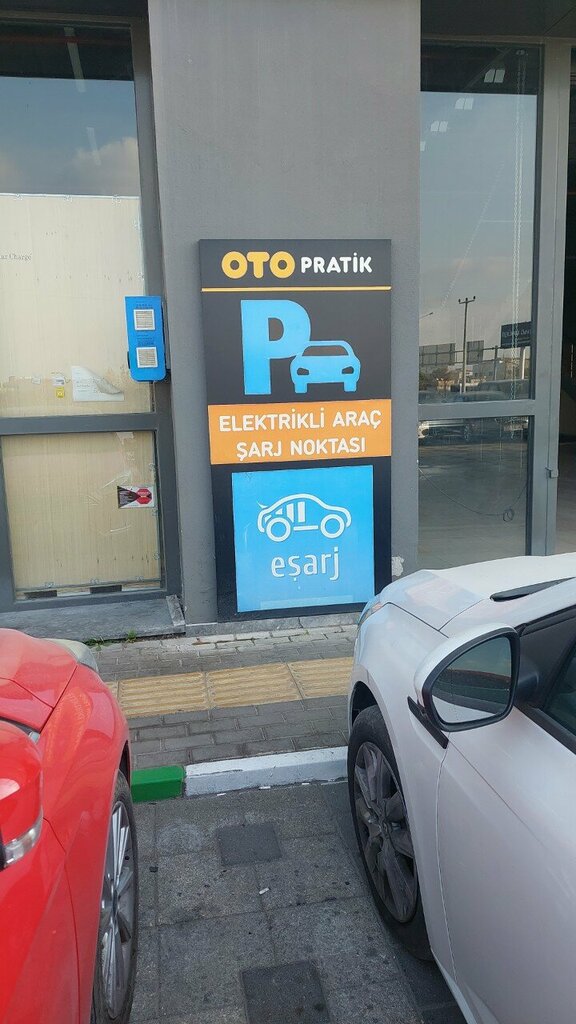 OTO PRATİK
P
ELEKTRİKLİ ARAÇ
ŞARJ NOKTASI
eşarj